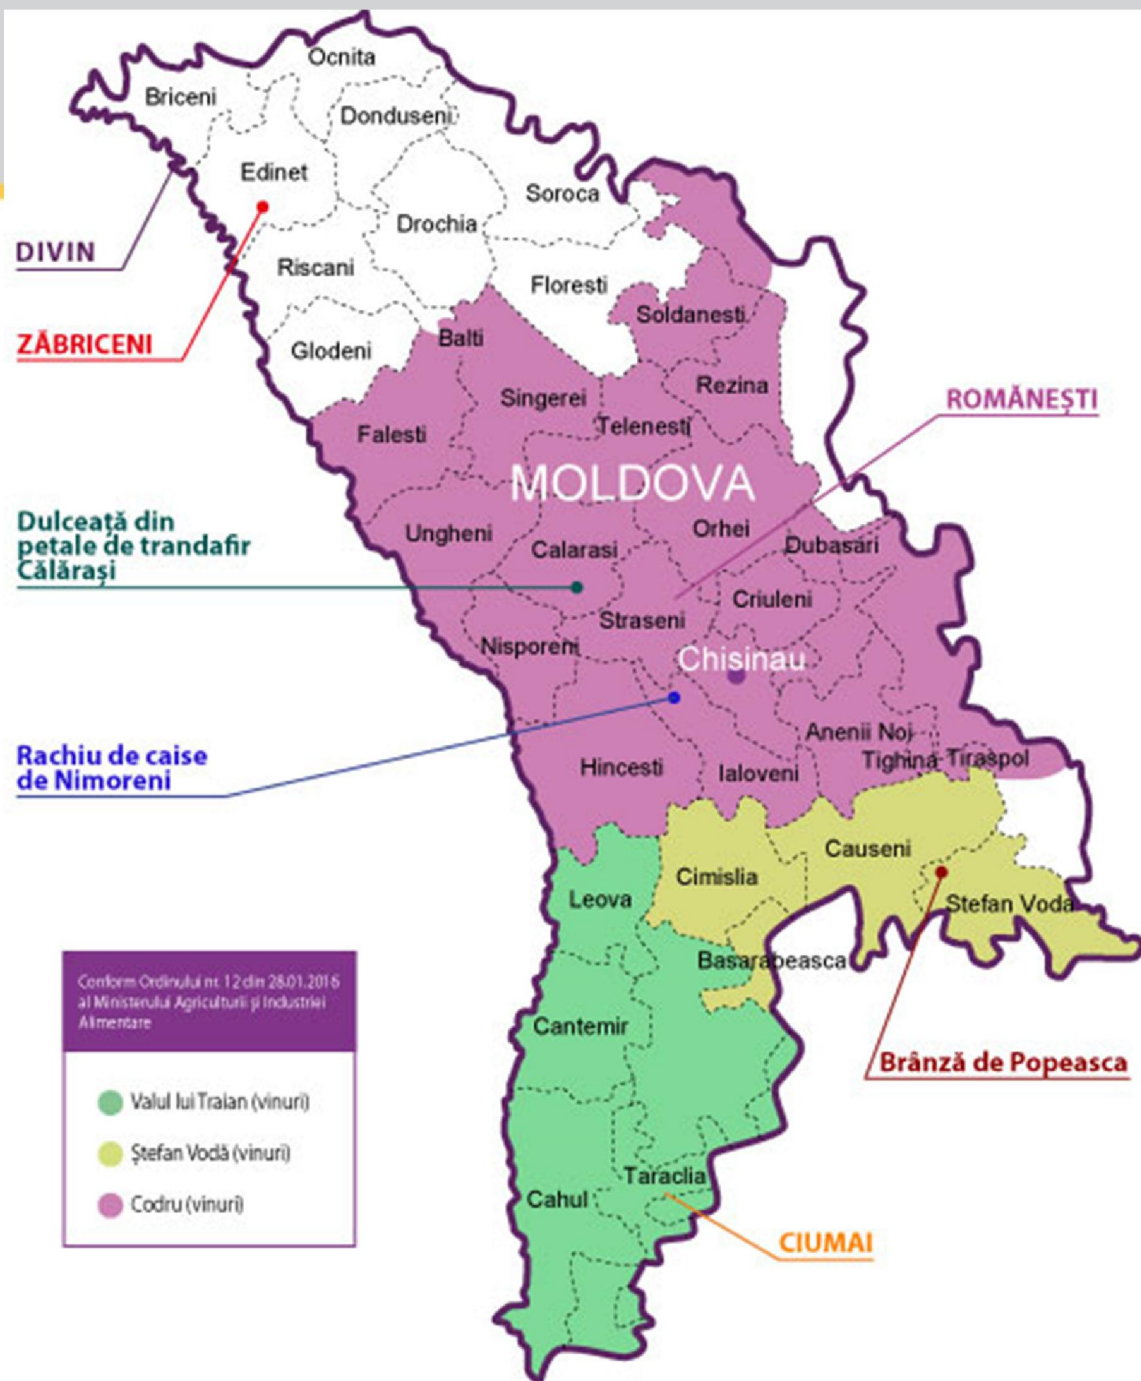 Ocnita
Briceni
Donduseni
Edinet
Soroca
Drochia
DIVIN
Riscani
Floresti
Soldanesti
ZĂBRICENI
Balti
Glodeni
Rezina
Singerei
ROMĂNEȘTI
Telenesti
Falesti
MOLDOVA
Dulceață din
petale de trandafir
Călărași
Ungheni
Orhei
Calarasi
Dubasari
Criuleni
Straseni
Nisporeni
Chisinau
Anenii Noj
Rachiu de caise
de Nimoreni
Hincesti
Ialoveni
Tighina
Tiraspol
Causeni
Cimislia
Leova
Stefan Voda
Basarabeasca
Conform Ordinului nr. 12 din 28.01.2016
al Ministerului Agriculturii și Industriei
Alimentare
Cantemir
Brânză de Popeasca
Valul lui Traian (vinuri)
Ștefan Vodă (vinuri)
Taraclia
Cahul
Codru (vinuri)
CIUMAI